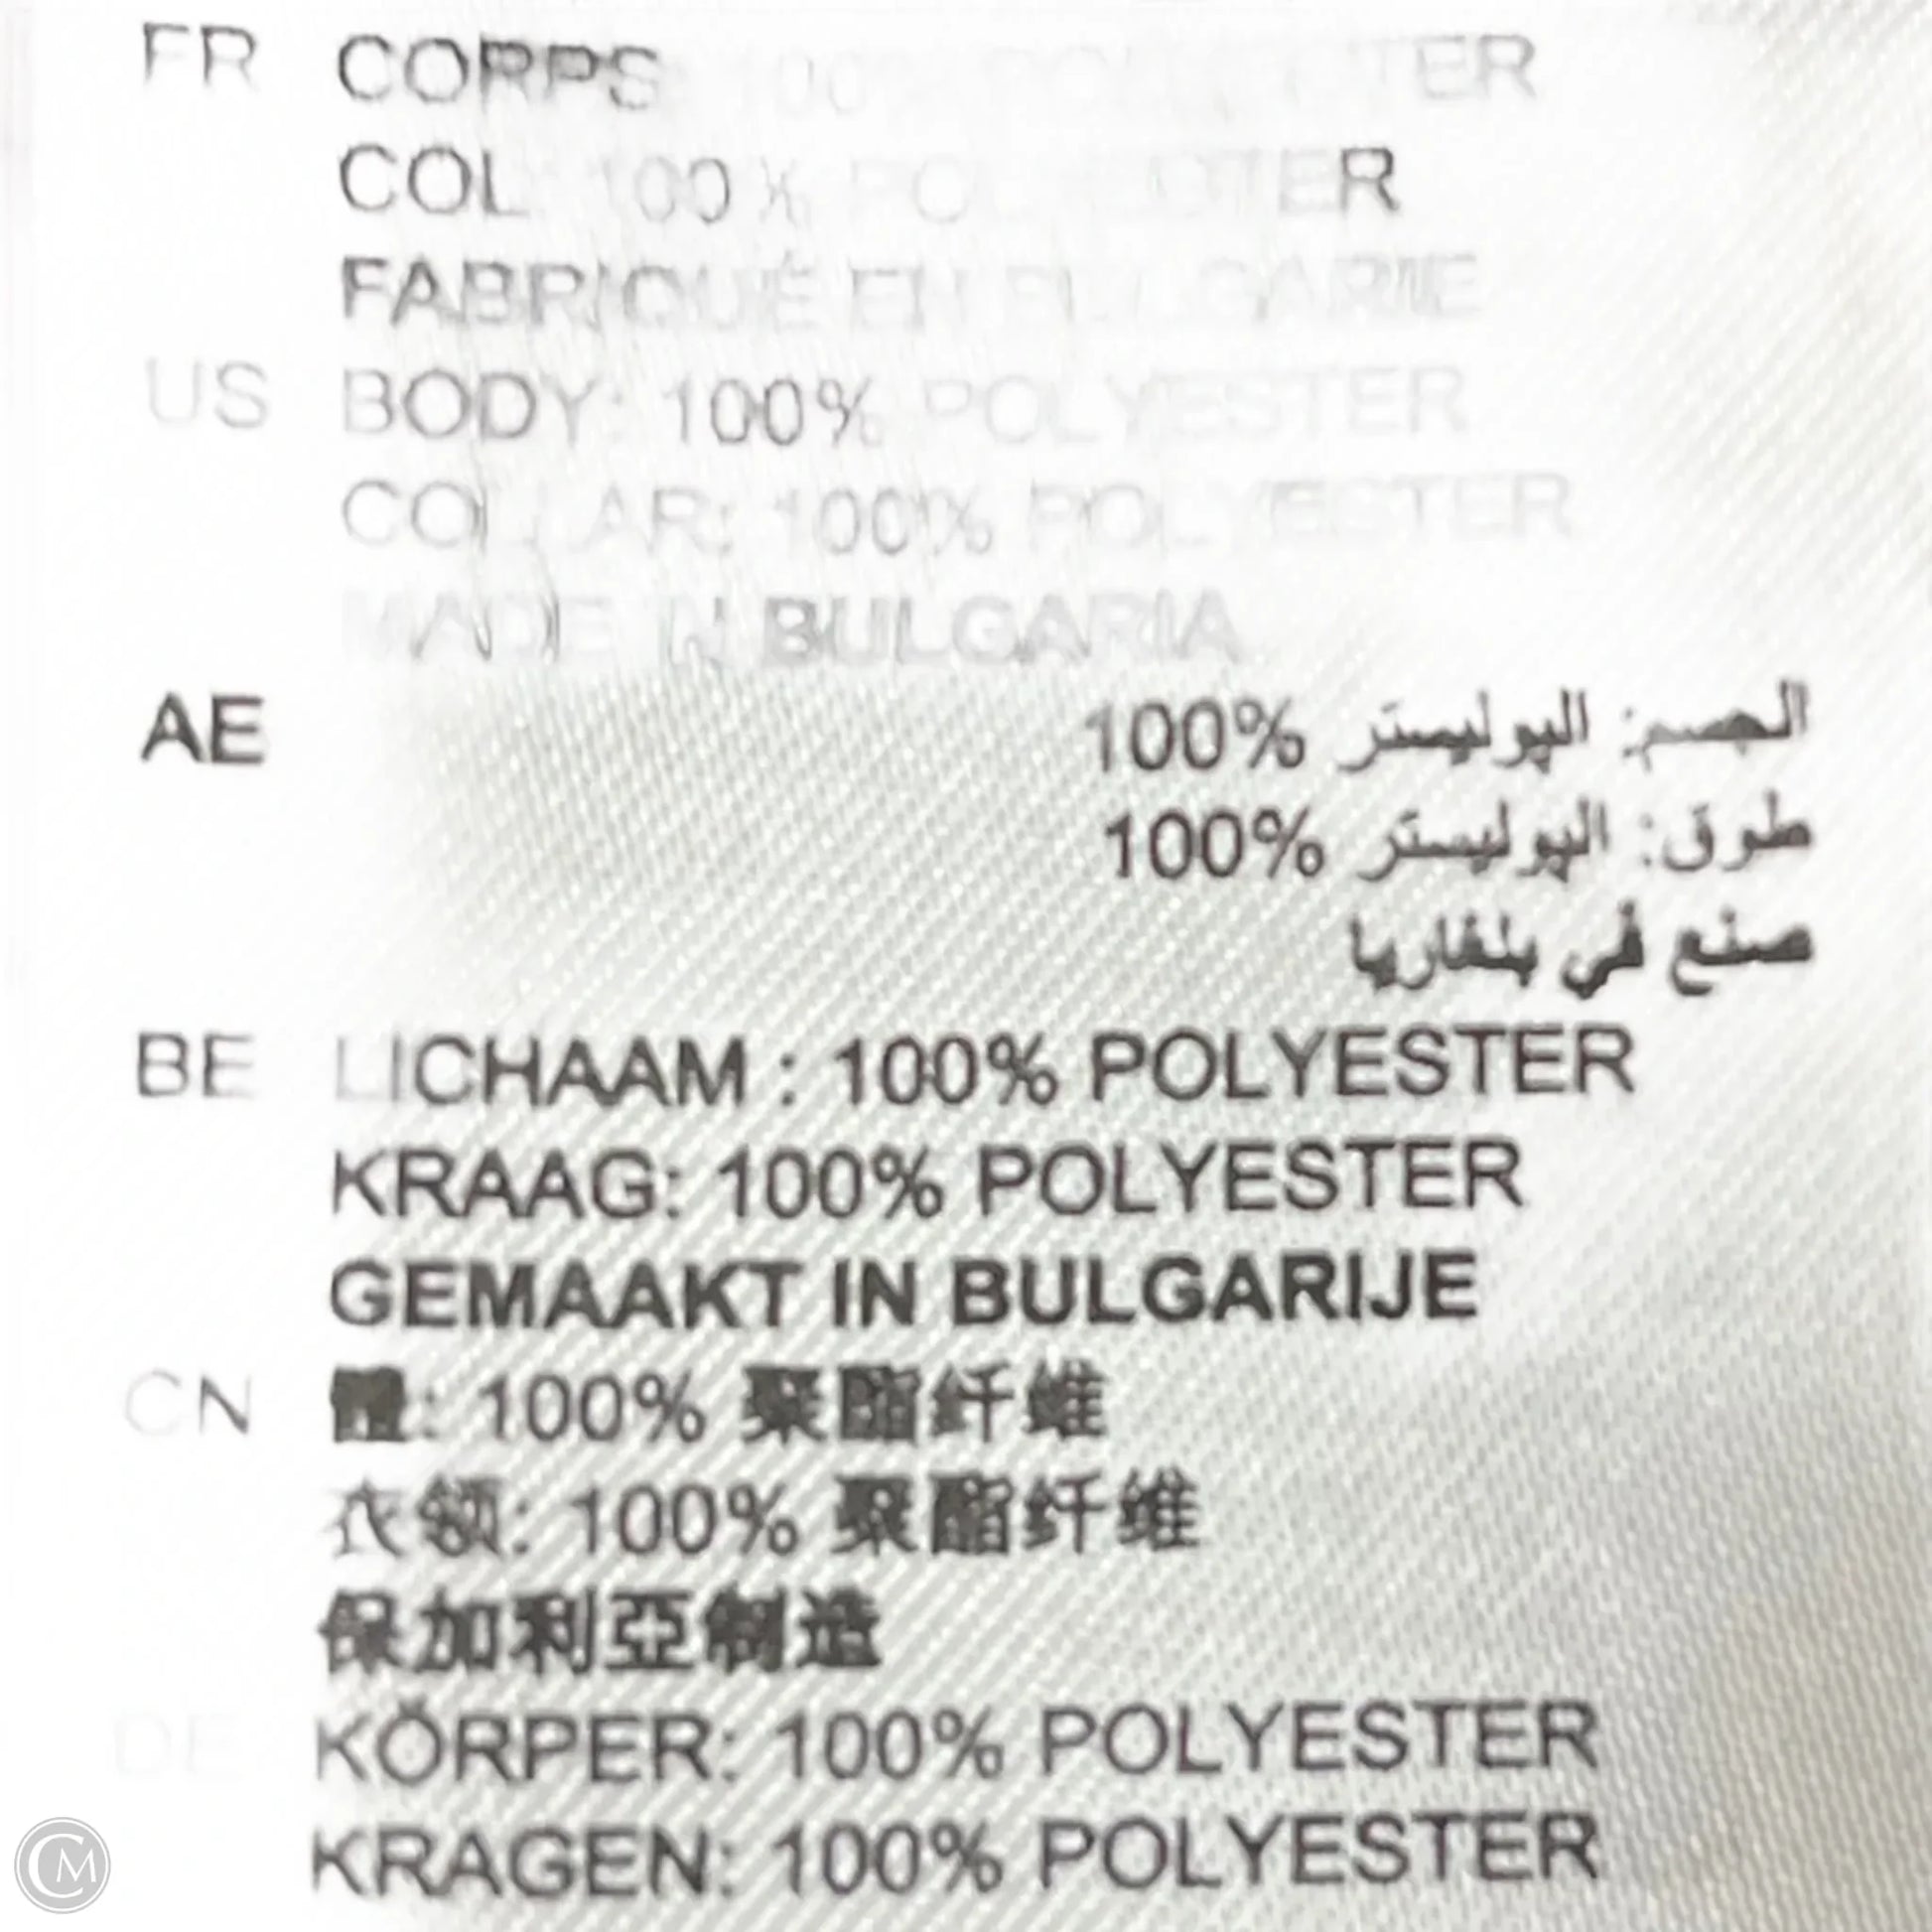 FR CORPS: 100% POLYESTER
COL: 100% POLYESTER
FABRIQUÉ EN BULGARIE
US BODY: 100% POLYESTER
COLLAR: 100% POLYESTER
MADE IN BULGARIA
AE الجسم: البوليستر 100%
طوق: البوليستر 100%
صنع في بلغاريا
BE LICHAAM : 100% POLYESTER
KRAAG: 100% POLYESTER
GEMAAKT IN BULGARIJE
CN 體: 100% 聚酯纤维
衣领: 100% 聚酯纤维
保加利亞制造
DE KÖRPER: 100% POLYESTER
KRAGEN: 100% POLYESTER
CM